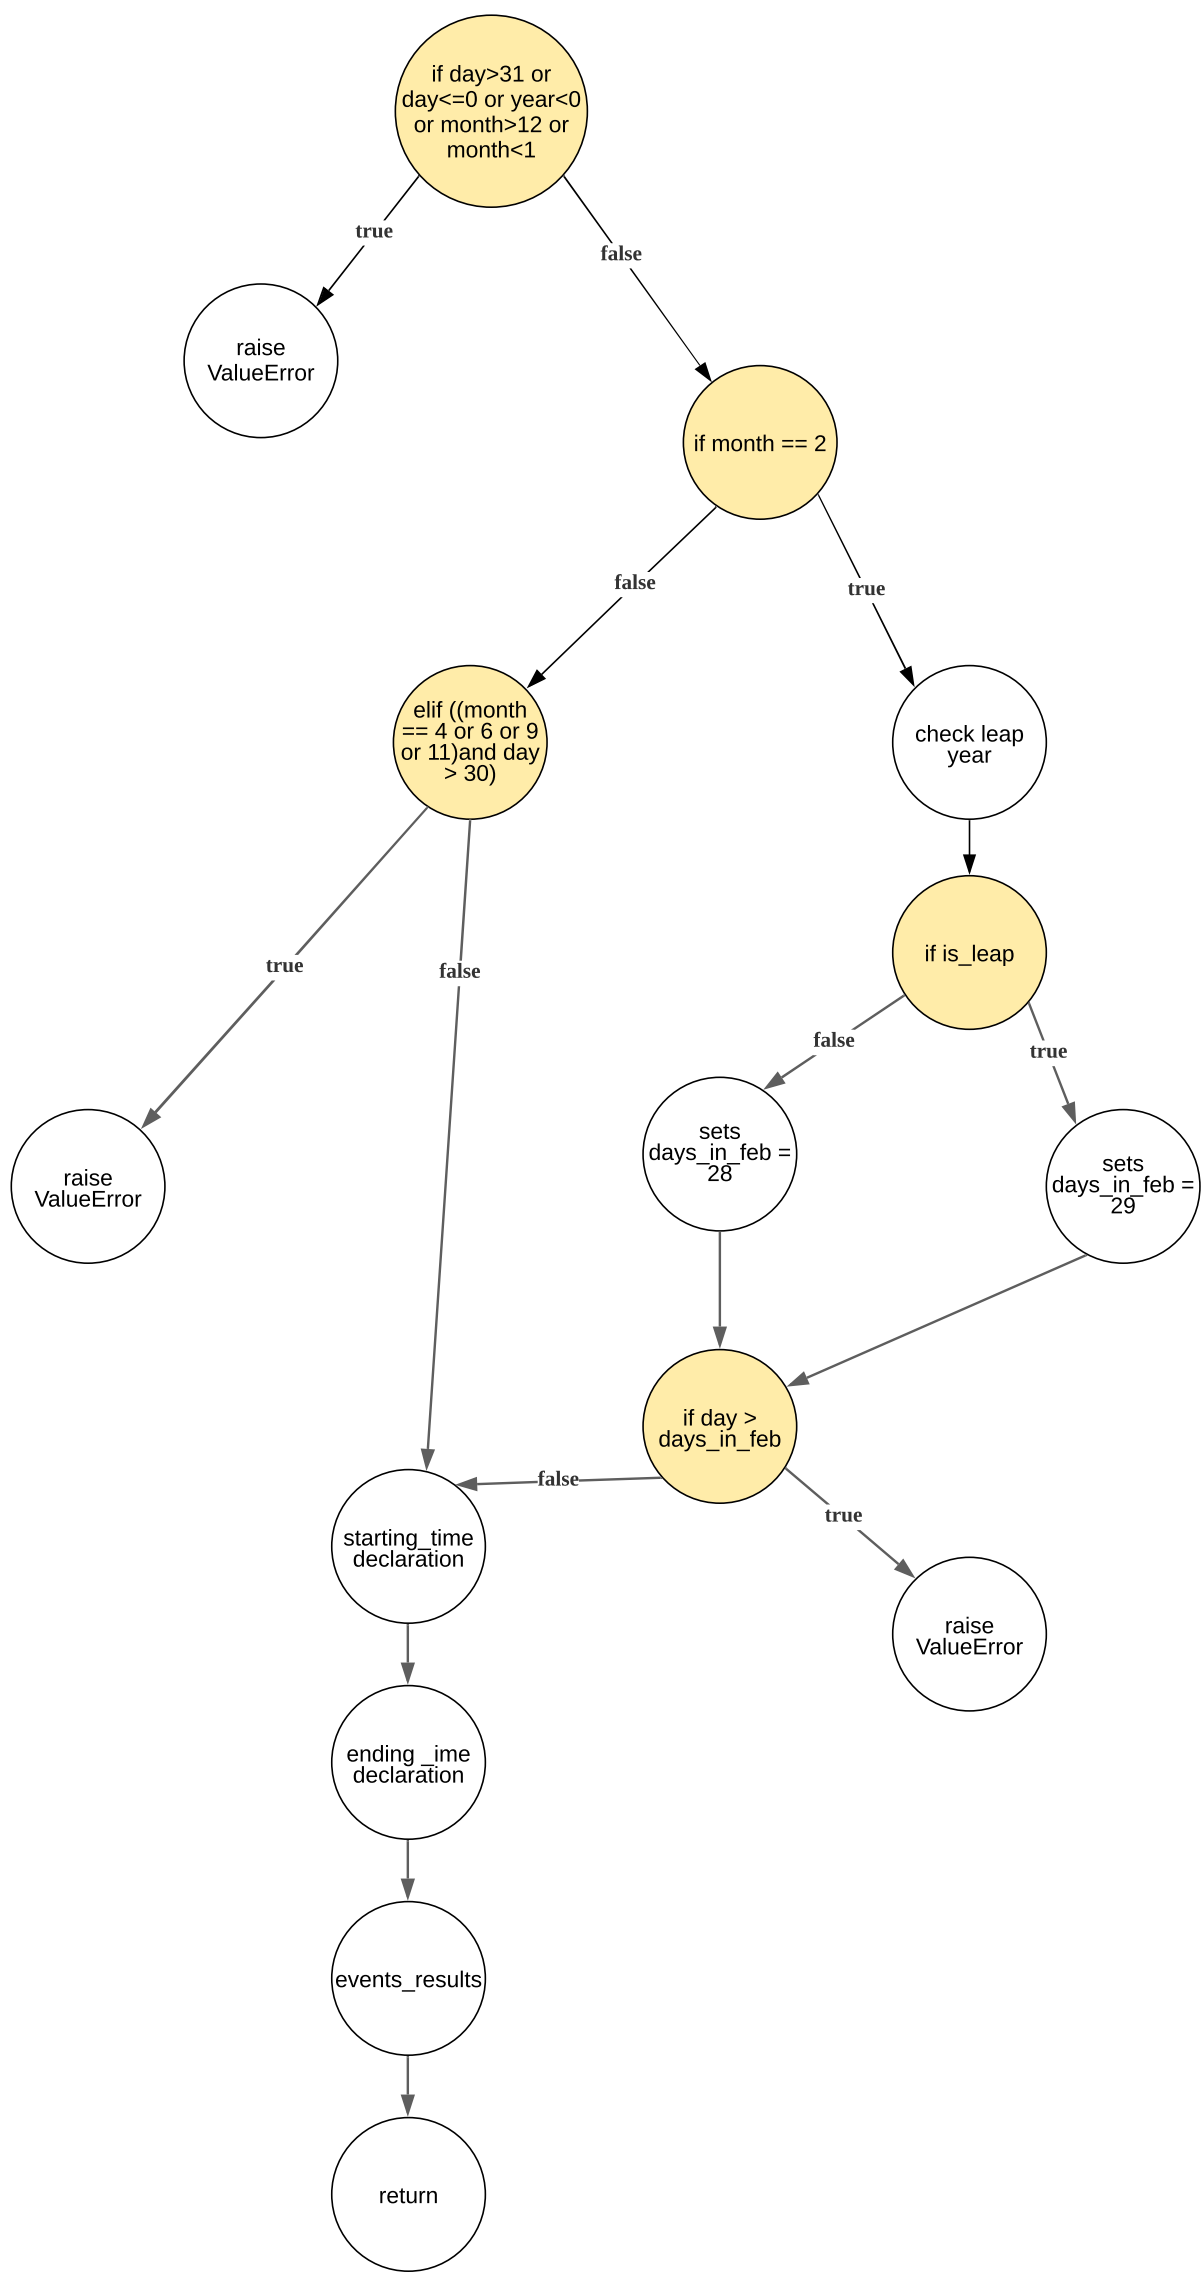 if day>31 or
day<=0 or year<0
or month>12 or
month<1
true
false
raise
ValueError
if month == 2
false
true
elif ((month
== 4 or 6 or 9
or 11)and day
> 30)
check leap
year
if is_leap
true
false
false
true
sets
days_in_feb =
28
sets
days_in_feb =
29
raise
ValueError
if day >
days_in_feb
false
true
starting_time
declaration
raise
ValueError
ending _ime
declaration
events_results
return